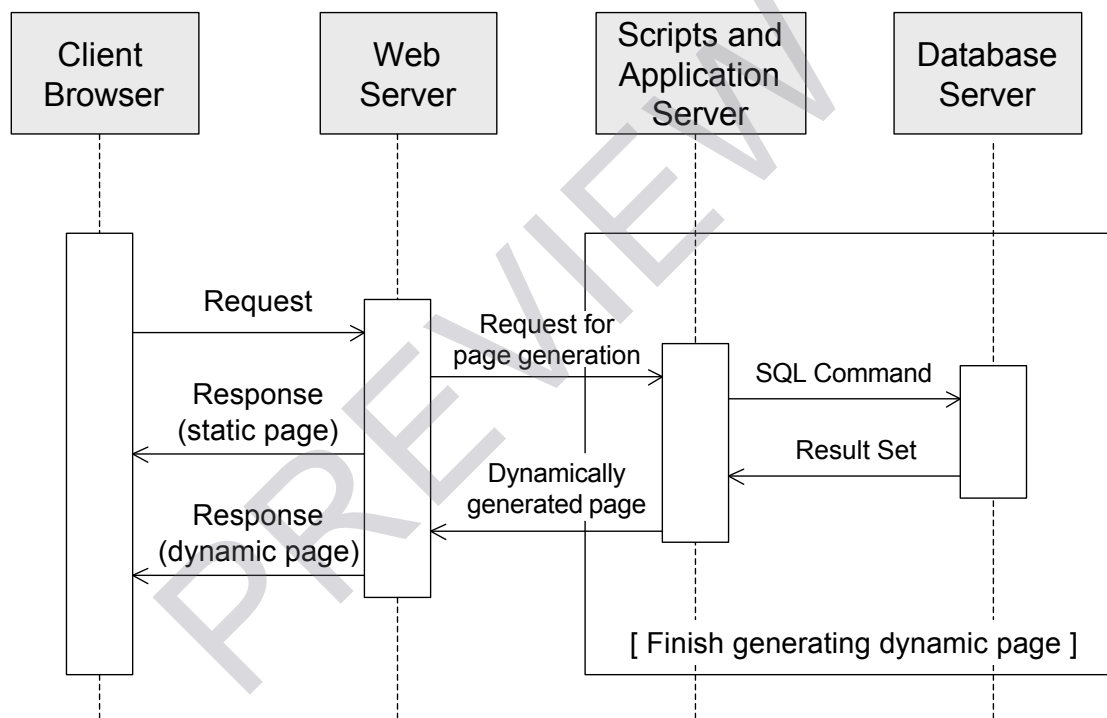 Client
Browser
Web
Server
Scripts and
Application
Server
Database
Server
Request
Request for
page generation
SQL Command
Response
(static page)
Result Set
Dynamically
generated page
Response
(dynamic page)
[ Finish generating dynamic page ]
PREVIEW